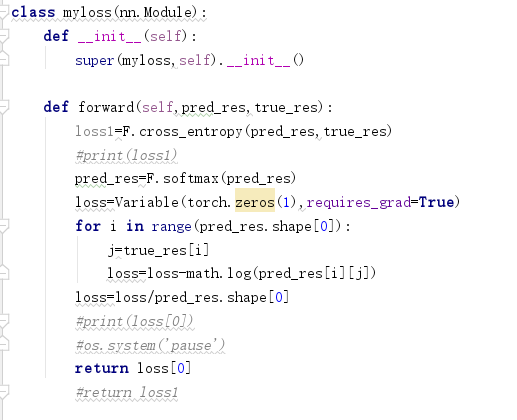 class myloss(nn.Module):
    def __init__(self):
        super(myloss,self).__init__()

    def forward(self,pred_res,true_res):
        loss1=F.cross_entropy(pred_res,true_res)
        #print(loss1)
        pred_res=F.softmax(pred_res)
        loss=Variable(torch.zeros(1),requires_grad=True)
        for i in range(pred_res.shape[0]):
            j=true_res[i]
            loss=loss-math.log(pred_res[i][j])
        loss=loss/pred_res.shape[0]
        #print(loss[0])
        #os.system('pause')
        return loss[0]
        #return loss1